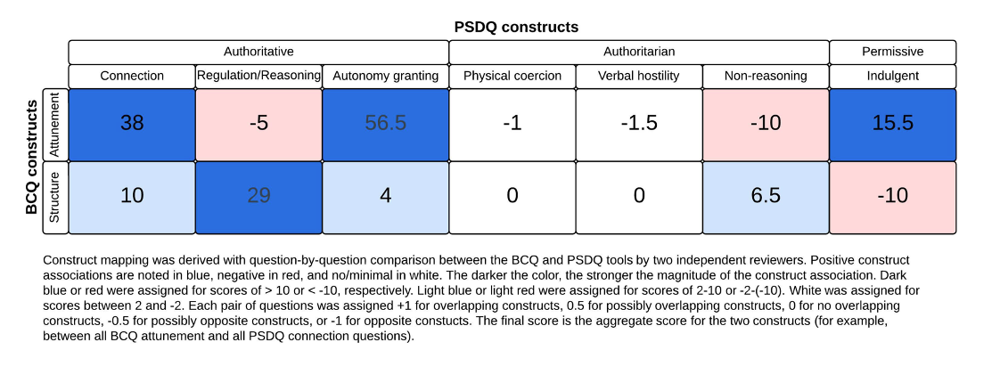 PSDQ constructs
Authoritative Authoritarian Permissive
Connection Regulation/Reasoning Autonomy granting Physical coercion Verbal hostility Non-reasoning Indulgent
BCQ constructs
Attunement
38 -5 56.5 -1 -1.5 -10 15.5
Structure
10 29 4 0 0 6.5 -10
Construct mapping was derived with question-by-question comparison between the BCQ and PSDQ tools by two independent reviewers. Positive construct
associations are noted in blue, negative in red, and no/minimal in white. The darker the color, the stronger the magnitude of the construct association. Dark
blue or red were assigned for scores of > 10 or < -10, respectively. Light blue or light red were assigned for scores of 2-10 or -2-(-10). White was assigned for
scores between 2 and -2. Each pair of questions was assigned +1 for overlapping constructs, 0.5 for possibly overlapping constructs, 0 for no overlapping
constructs, -0.5 for possibly opposite constructs, or -1 for opposite constucts. The final score is the aggregate score for the two constructs (for example,
between all BCQ attunement and all PSDQ connection questions).